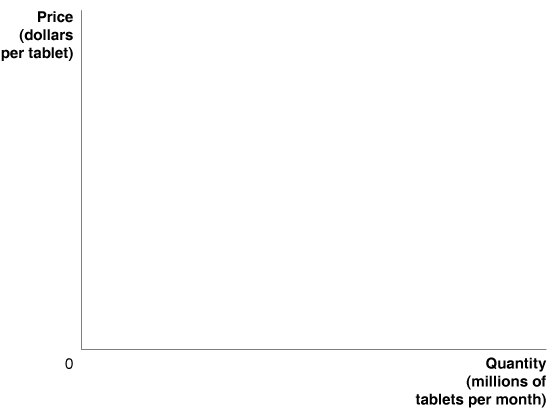 Price
(dollars
per tablet)
0
Quantity
(millions of
tablets per month)